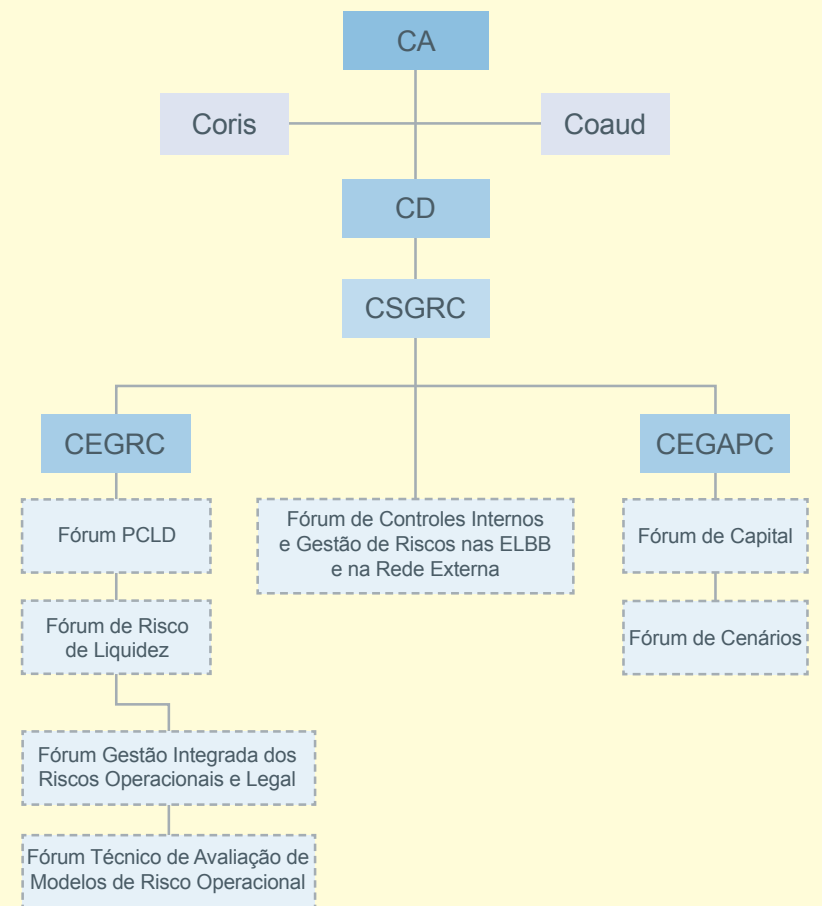 CA
Coris
Coaud
CD
CSGRC
CEGRC
CEGAPC
Fórum PCLD
Fórum de Controles Internos
e Gestão de Riscos nas ELBB
e na Rede Externa
Fórum de Capital
Fórum de Risco
de Liquidez
Fórum de Cenários
Fórum Gestão Integrada dos
Riscos Operacionais e Legal
Fórum Técnico de Avaliação de
Modelos de Risco Operacional